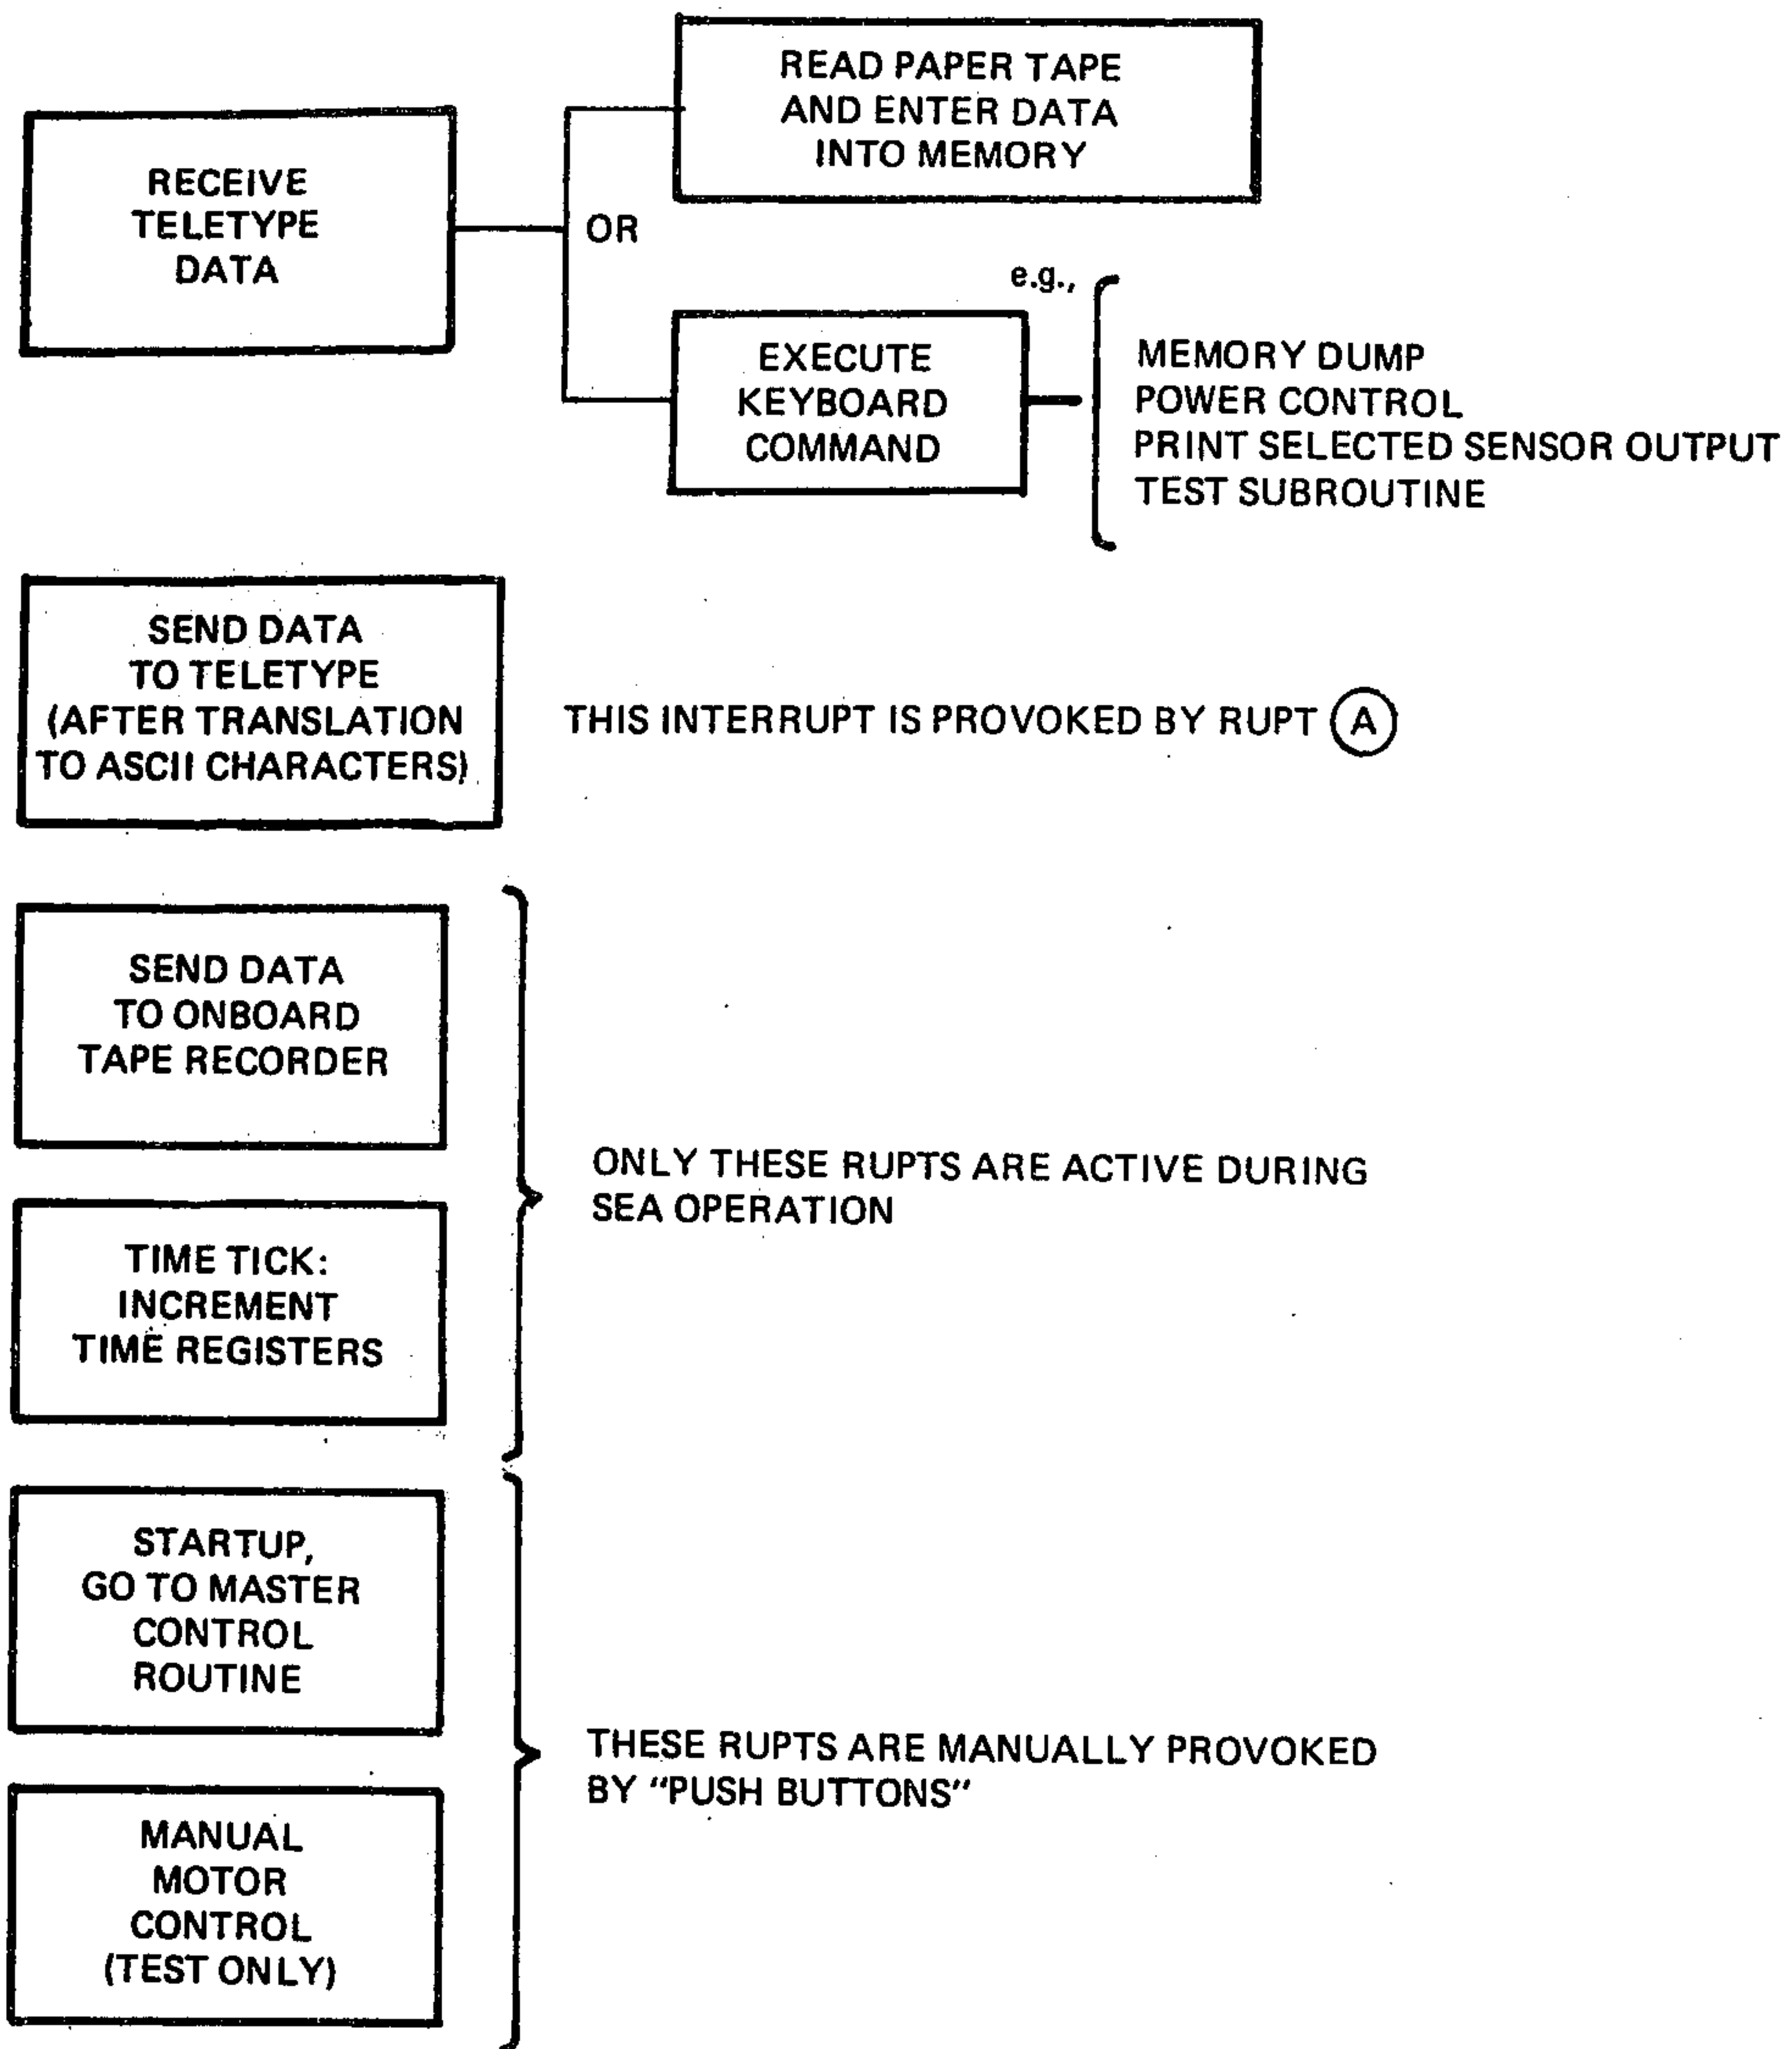 READ PAPER TAPE
AND ENTER DATA
INTO MEMORY
RECEIVE
TELETYPE
DATA
OR
e.g.,
EXECUTE
KEYBOARD
COMMAND
MEMORY DUMP
POWER CONTROL
PRINT SELECTED SENSOR OUTPUT
TEST SUBROUTINE
SEND DATA
TO TELETYPE
(AFTER TRANSLATION
TO ASCII CHARACTERS)
THIS INTERRUPT IS PROVOKED BY RUPT A
SEND DATA
TO ONBOARD
TAPE RECORDER
ONLY THESE RUPTS ARE ACTIVE DURING
SEA OPERATION
TIME TICK:
INCREMENT
TIME REGISTERS
STARTUP,
GO TO MASTER
CONTROL
ROUTINE
THESE RUPTS ARE MANUALLY PROVOKED
BY "PUSH BUTTONS"
MANUAL
MOTOR
CONTROL
(TEST ONLY)